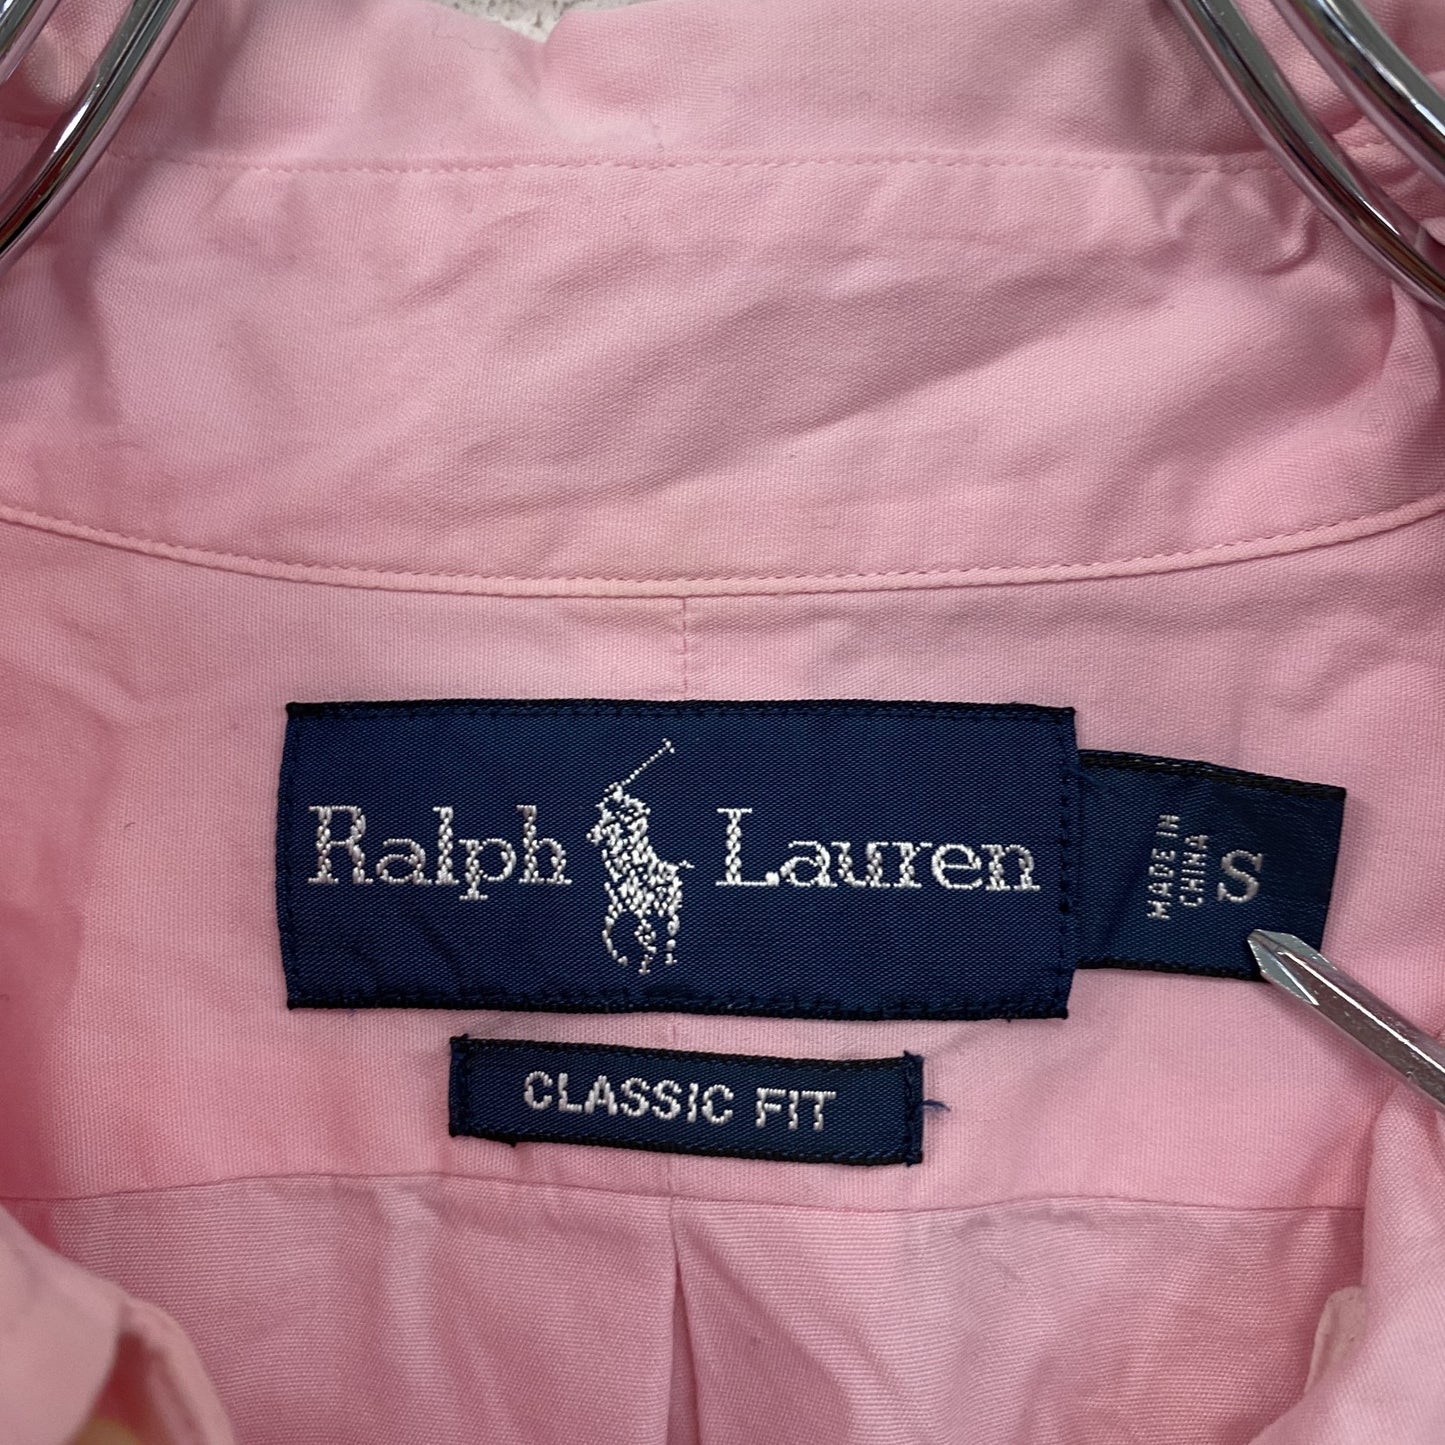 Ralph Lauren
MADE IN
CHINA
S
CLASSIC FIT